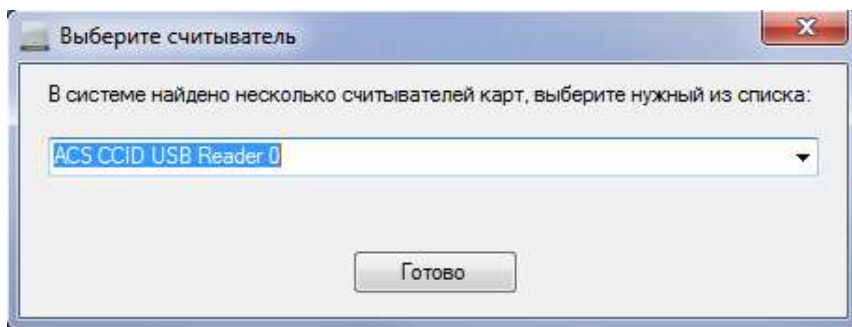 Выберите считыватель
В системе найдено несколько считывателей карт, выберите нужный из списка:
ACS CCID USB Reader 0
Готово